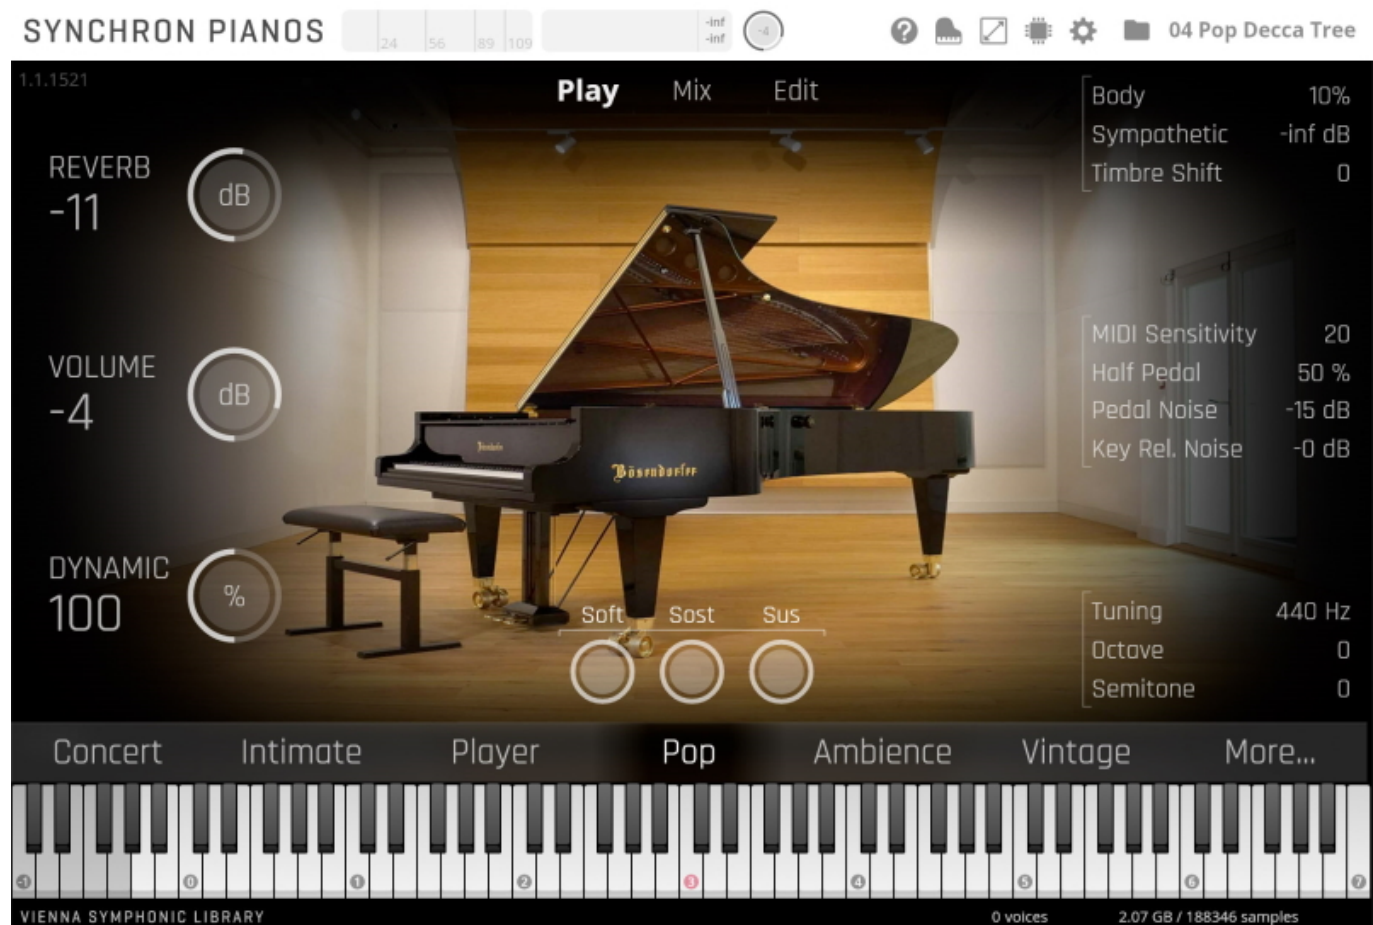 SYNCHRON PIANOS
24 56 89 109
-inf
-inf
-4
04 Pop Decca Tree
1.1.1521
Play Mix Edit
Body 10%
Sympathetic -inf dB
Timbre Shift 0
REVERB
-11
dB
MIDI Sensitivity 20
Half Pedal 50 %
Pedal Noise -15 dB
Key Rel. Noise -0 dB
VOLUME
-4
dB
Bösendorfer
Bösendorfer
DYNAMIC
100
%
Soft Sost Sus
Tuning 440 Hz
Octave 0
Semitone 0
Concert Intimate Player Pop Ambience Vintage More...
-1 0 1 2 3 4 5 6 7
VIENNA SYMPHONIC LIBRARY
0 voices
2.07 GB / 188346 samples